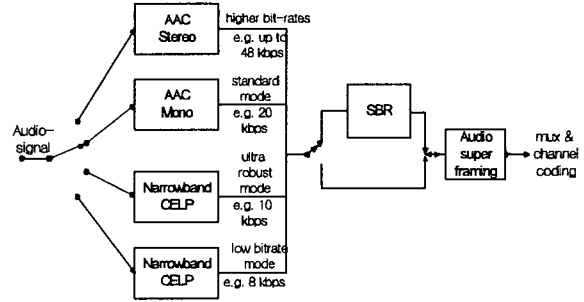 Audio-
signal
AAC
Stereo
higher bit-rates
e.g. up to
48 kbps
AAC
Mono
standard
mode
e.g. 20
kbps
Narrowband
CELP
ultra
robust
mode
e.g. 10
kbps
Narrowband
CELP
low bitrate
mode
e.g. 8 kbps
SBR
Audio
super
framing
mux &
channel
coding